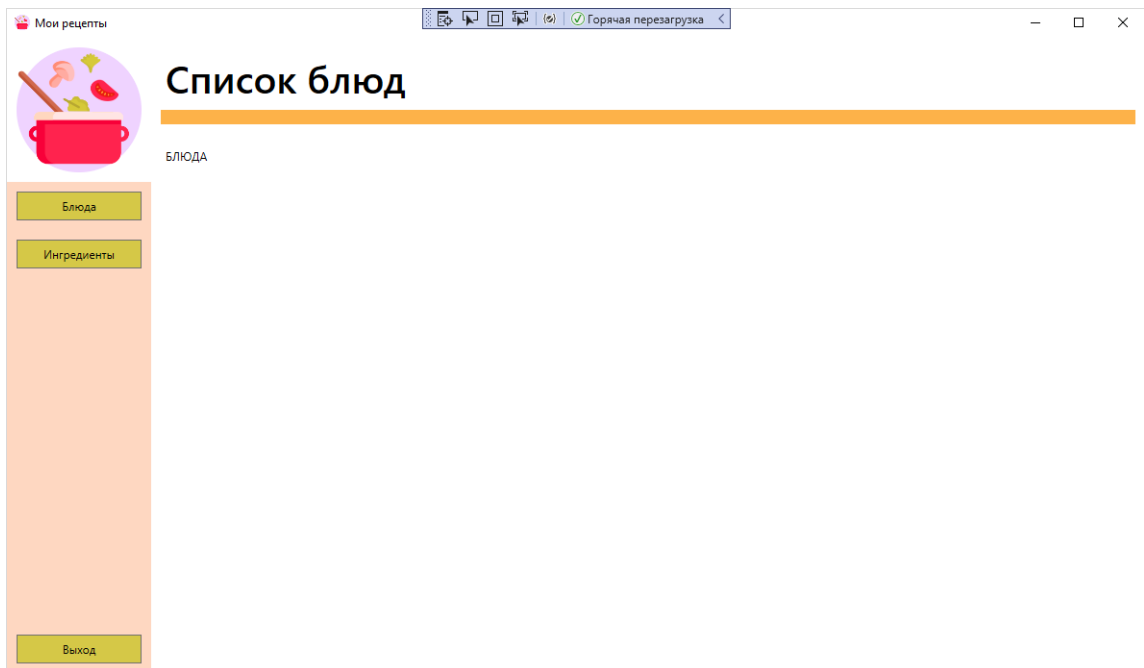 Мои рецепты
Горячая перезагрузка
Список блюд
БЛЮДА
Блюда
Ингредиенты
Выход